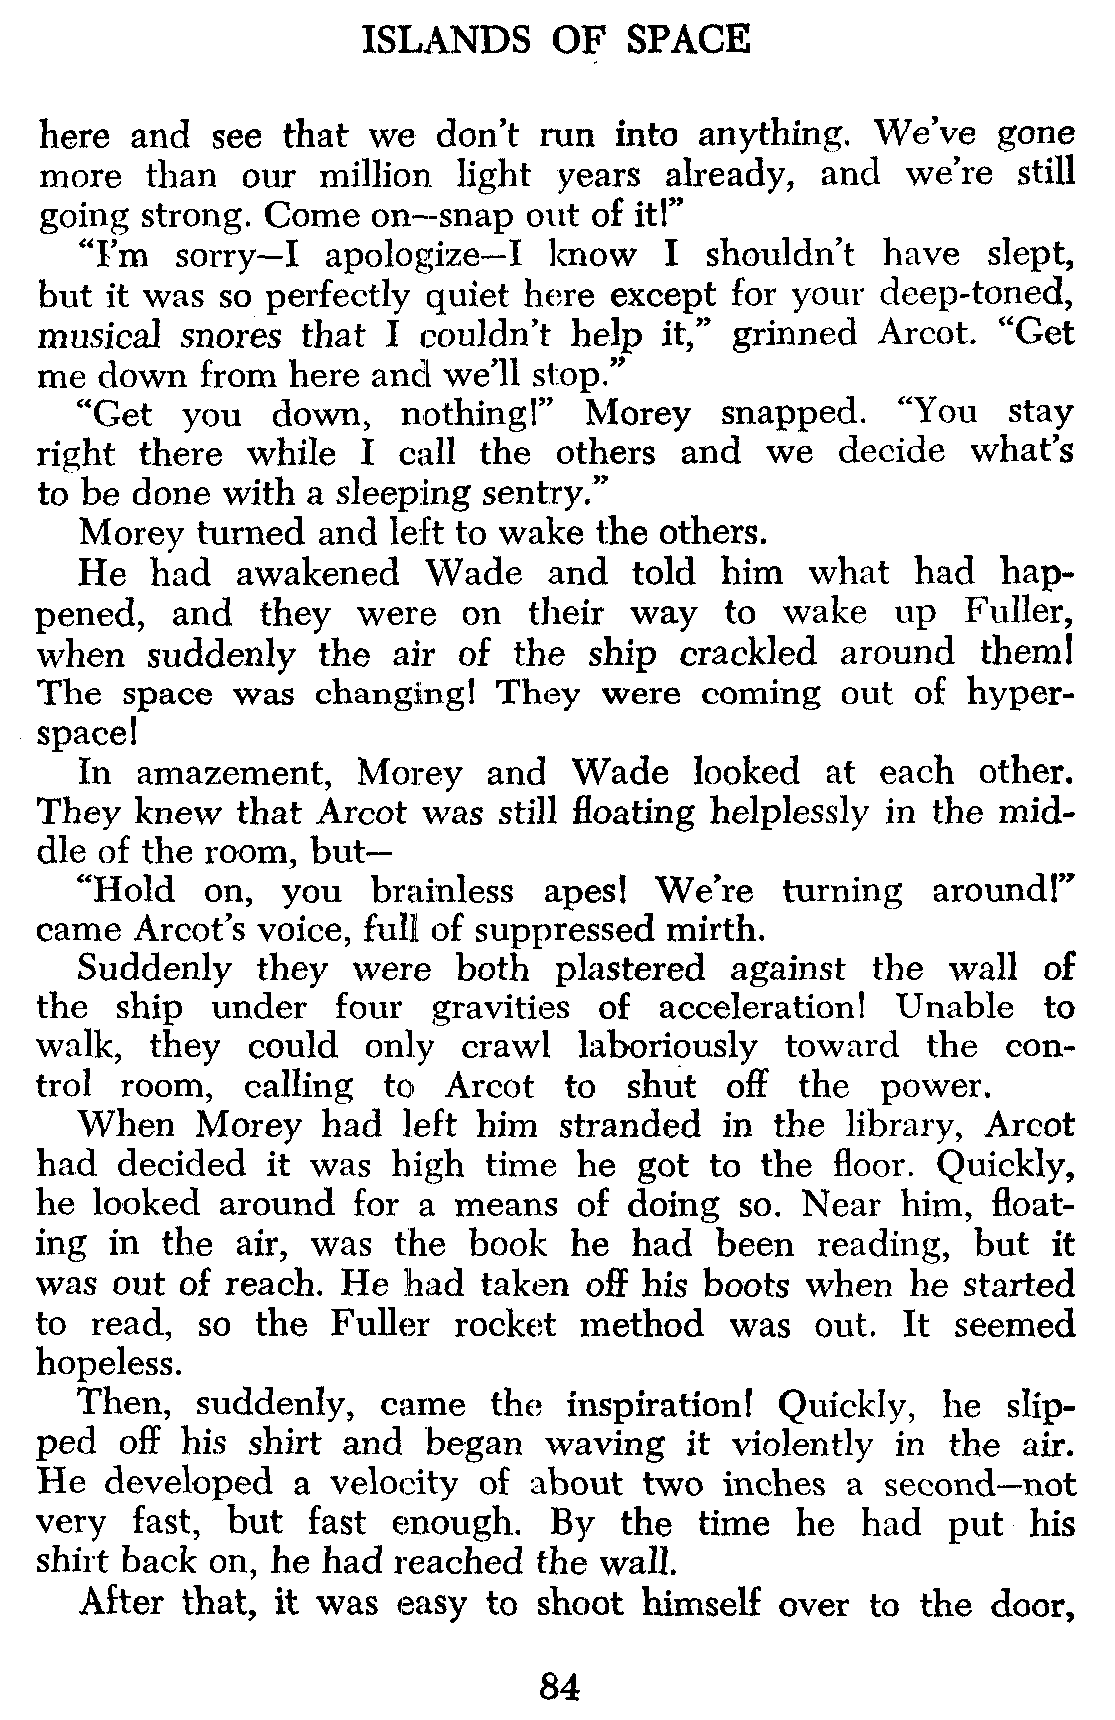 ISLANDS OF SPACE
here and see that we don't run into anything. We've gone
more than our million light years already, and we're still
going strong. Come on—snap out of it!"
"I'm sorry—I apologize—I know I shouldn't have slept,
but it was so perfectly quiet here except for your deep-toned,
musical snores that I couldn't help it," grinned Arcot. "Get
me down from here and we'll stop."
"Get you down, nothing!" Morey snapped. "You stay
right there while I call the others and we decide what's
to be done with a sleeping sentry."
Morey turned and left to wake the others.
He had awakened Wade and told him what had hap-
pened, and they were on their way to wake up Fuller,
when suddenly the air of the ship crackled around them!
The space was changing! They were coming out of hyper-
space!
In amazement, Morey and Wade looked at each other.
They knew that Arcot was still floating helplessly in the mid-
dle of the room, but—
"Hold on, you brainless apes! We're turning around!"
came Arcot's voice, full of suppressed mirth.
Suddenly they were both plastered against the wall of
the ship under four gravities of acceleration! Unable to
walk, they could only crawl laboriously toward the con-
trol room, calling to Arcot to shut off the power.
When Morey had left him stranded in the library, Arcot
had decided it was high time he got to the floor. Quickly,
he looked around for a means of doing so. Near him, float-
ing in the air, was the book he had been reading, but it
was out of reach. He had taken off his boots when he started
to read, so the Fuller rocket method was out. It seemed
hopeless.
Then, suddenly, came the inspiration! Quickly, he slip-
ped off his shirt and began waving it violently in the air.
He developed a velocity of about two inches a second—not
very fast, but fast enough. By the time he had put his
shirt back on, he had reached the wall.
After that, it was easy to shoot himself over to the door,
84